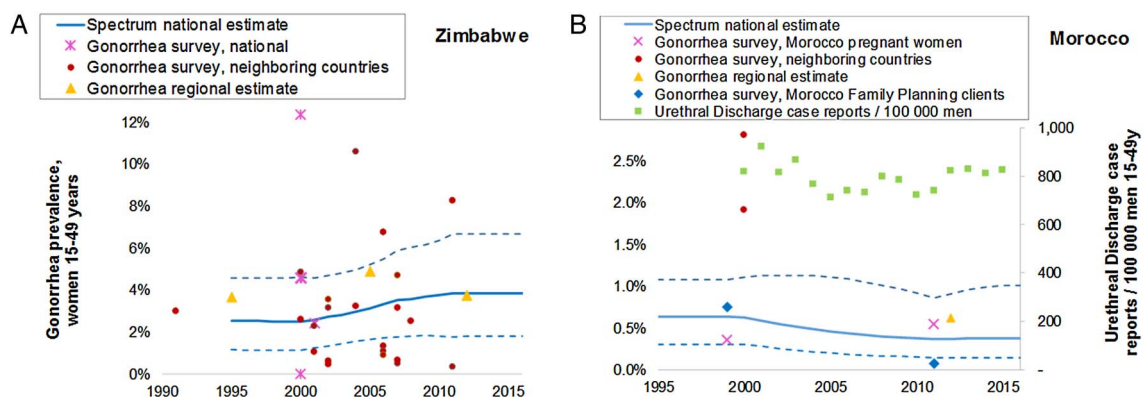 A
Spectrum national estimate
Gonorrhea survey, national
Gonorrhea survey, neighboring countries
Gonorrhea regional estimate
Zimbabwe
Gonorrhea prevalence,
women 15-49 years
12%
10%
8%
6%
4%
2%
0%
1990
1995
2000
2005
2010
2015
B
Spectrum national estimate
Gonorrhea survey, Morocco pregnant women
Gonorrhea survey, neighboring countries
Gonorrhea regional estimate
Gonorrhea survey, Morocco Family Planning clients
Urethral Discharge case reports / 100 000 men
Morocco
2.5%
2.0%
1.5%
1.0%
0.5%
0.0%
1995
2000
2005
2010
2015
1,000
800
600
400
200
-
Urethral Discharge case
reports / 100 000 men 15-49y